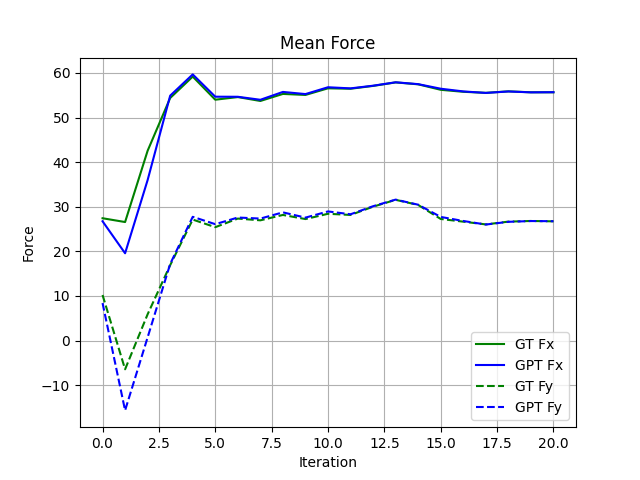 Mean Force
Force
60
50
40
30
20
10
0
−10
0.0 2.5 5.0 7.5 10.0 12.5 15.0 17.5 20.0
Iteration
GT Fx
GPT Fx
GT Fy
GPT Fy